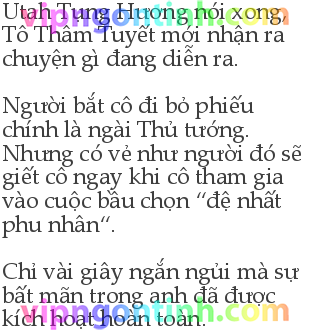 Utah Tung Hương nói xong,
Tô Thầm Tuyết mới nhận ra
chuyện gì đang diễn ra.
Người bắt cô đi bỏ phiếu
chính là ngài Thủ tướng.
Nhưng có vẻ như người đó sẽ
giết cô ngay khi cô tham gia
vào cuộc bầu chọn “đệ nhất
phu nhân“.
Chỉ vài giây ngắn ngủi mà sự
bất mãn trong anh đã được
kích hoạt hoàn toàn.
vipngontinh.com
vipngontinh.com